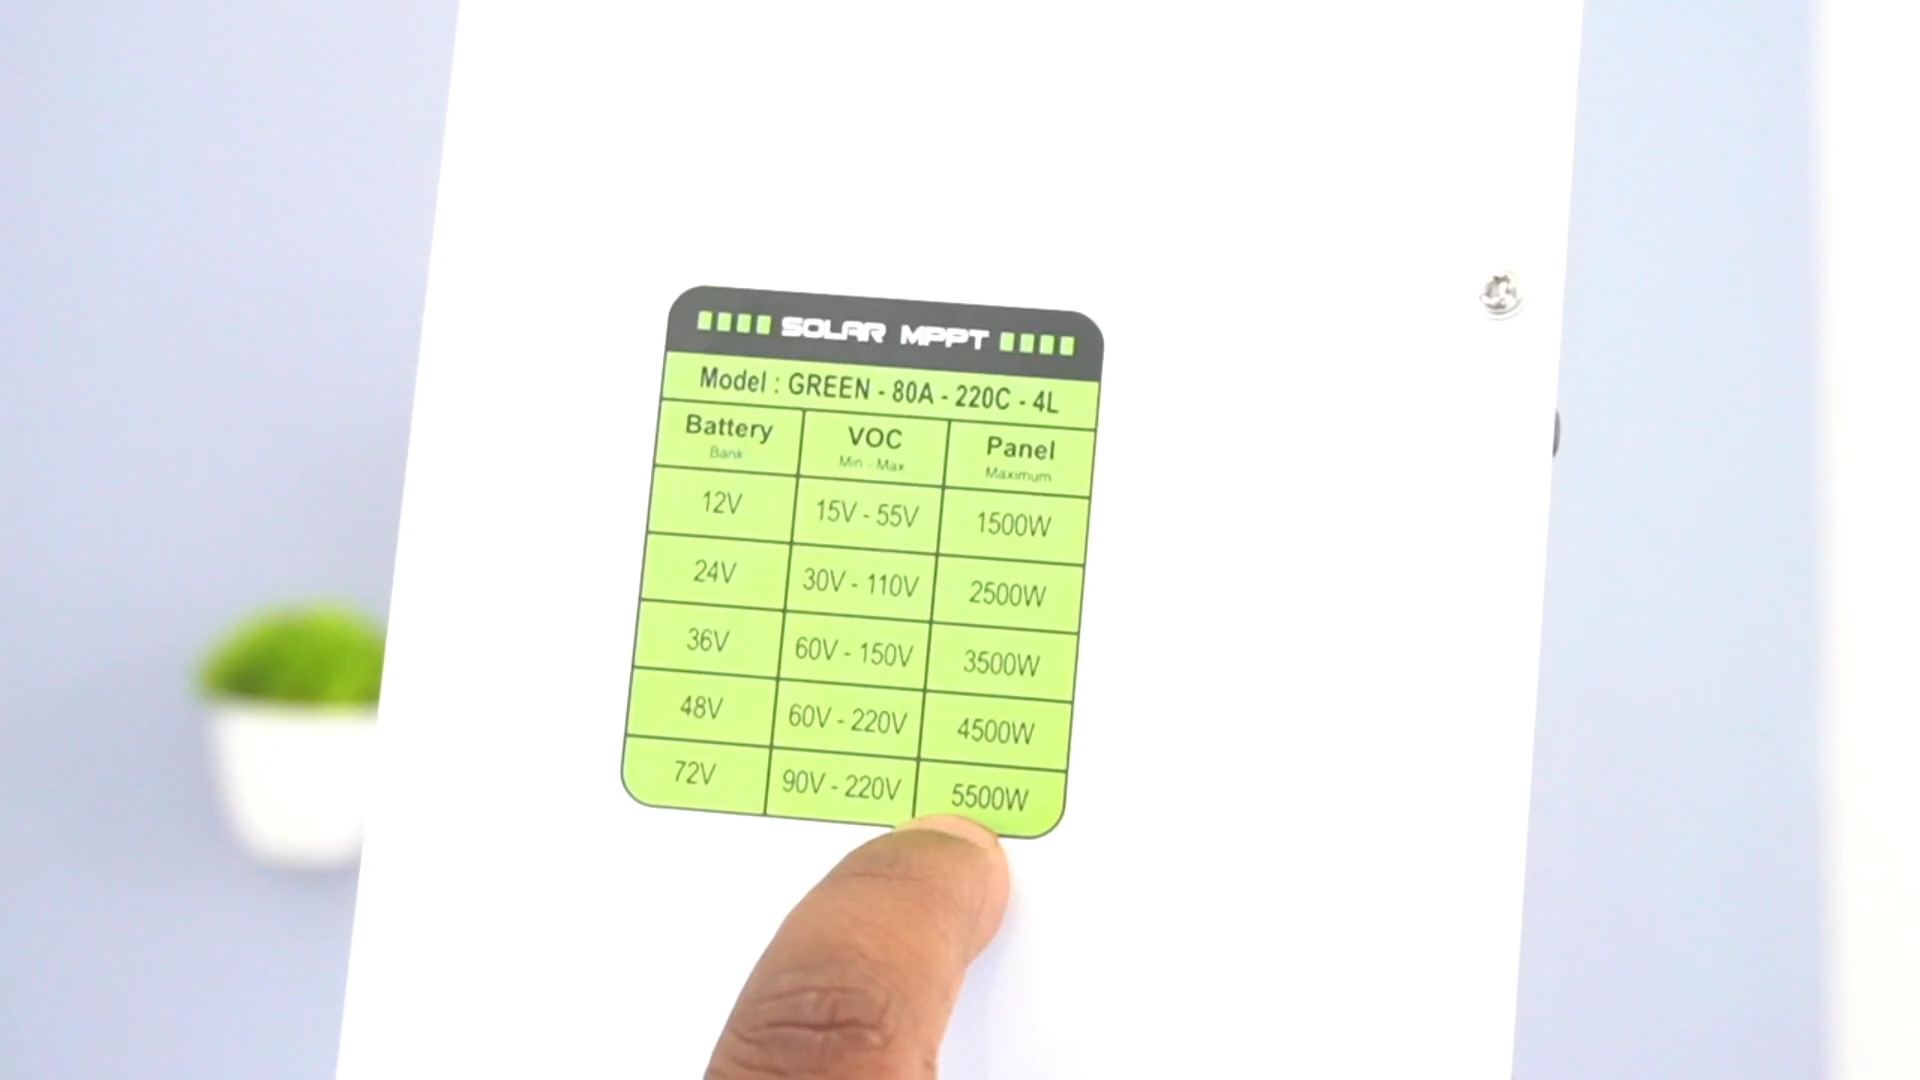 SOLAR MPPT
Model : GREEN - 80A - 220C - 4L
Battery VOC Panel
Bank Min - Max Maximum
12V 15V - 55V 1500W
24V 30V - 110V 2500W
36V 60V - 150V 3500W
48V 60V - 220V 4500W
72V 90V - 220V 5500W